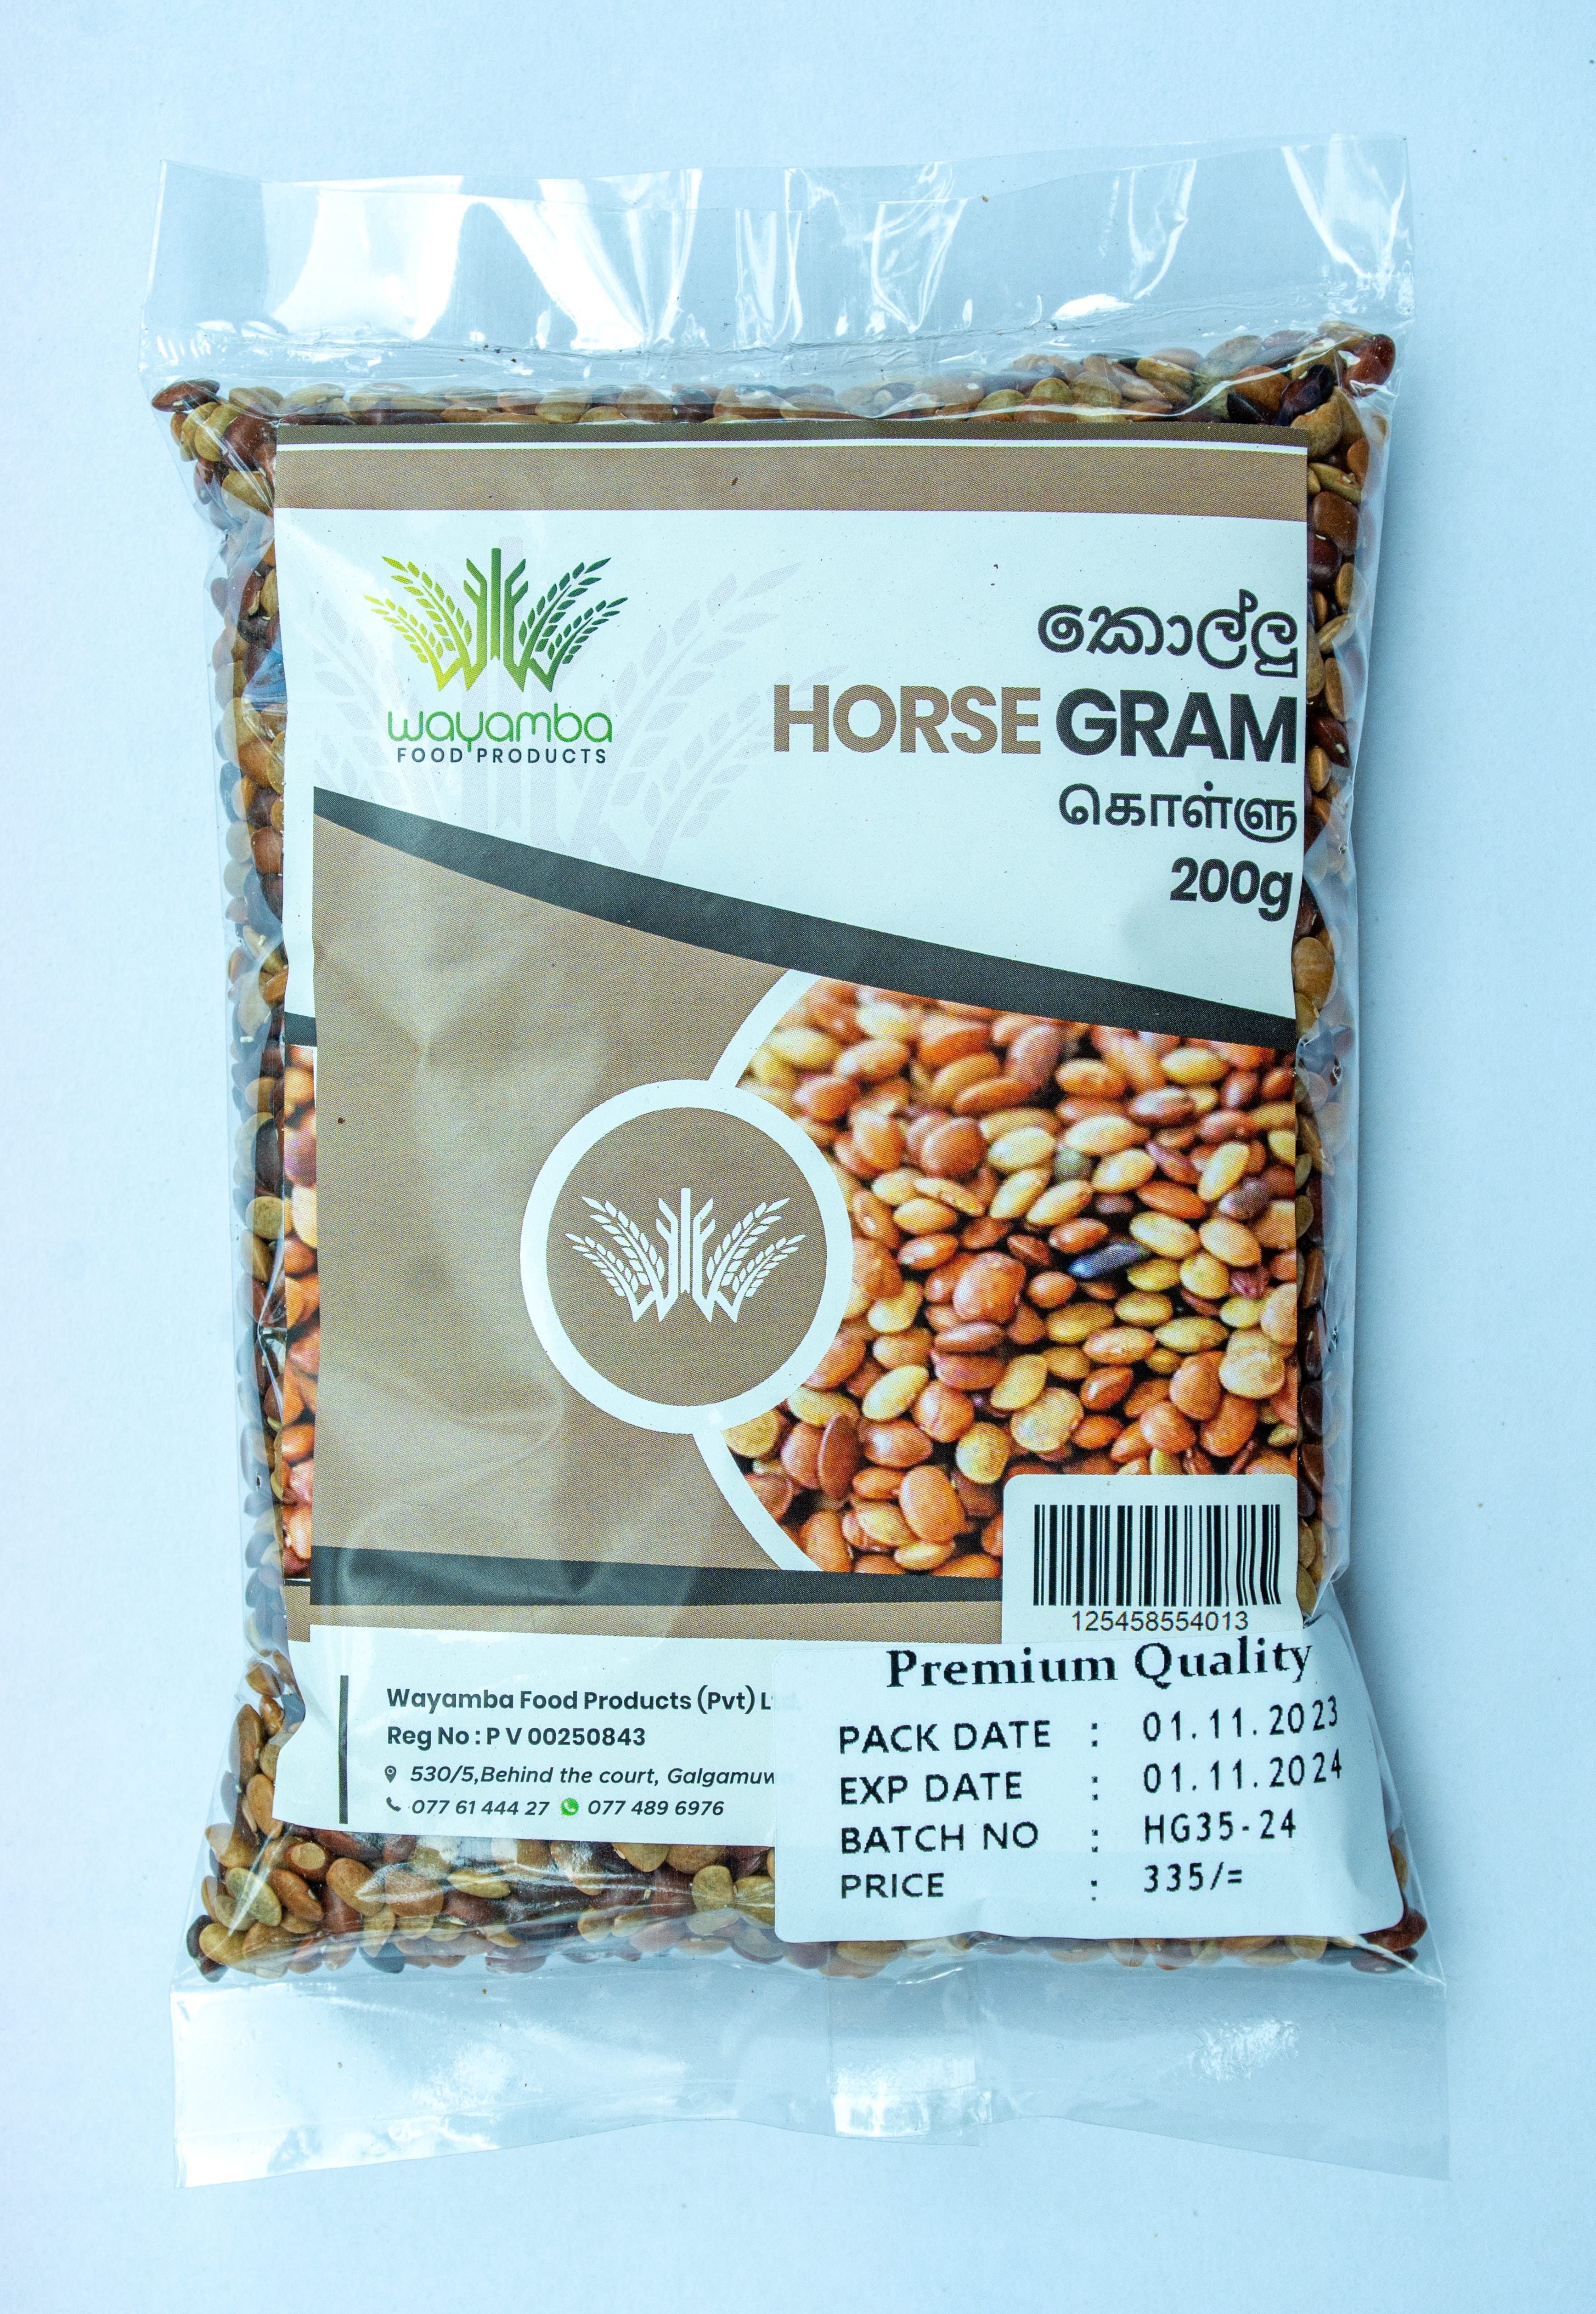 wayamba
FOOD PRODUCTS
කොල්ලු
HORSE GRAM
கொள்ளு
200g
125458554013
Premium Quality
PACK DATE : 01.11.2023
EXP DATE : 01.11.2024
BATCH NO : HG35-24
PRICE : 335/=
Wayamba Food Products (Pvt)
Reg No : P V 00250843
530/5,Behind the court,
077 61 444 27 077 489 6976